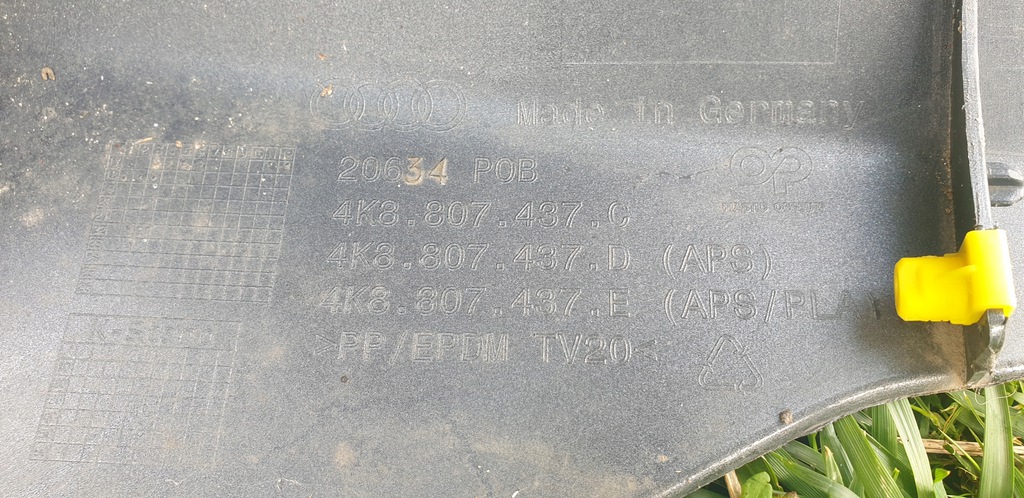 Made in Germany
20634 POB
4K8.807.437.C
4K8.807.437.D (APS)
4K8.807.437.E (APS/PLA)
>PP/EPDM TV20<